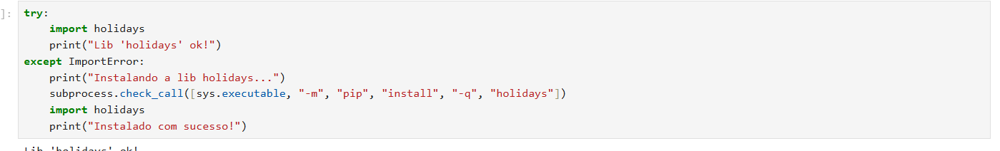 ]:
try:
    import holidays
    print("Lib 'holidays' ok!")
except ImportError:
    print("Instalando a lib holidays...")
    subprocess.check_call([sys.executable, "-m", "pip", "install", "-q", "holidays"])
    import holidays
    print("Instalado com sucesso!")
Lib 'holidays' ok!